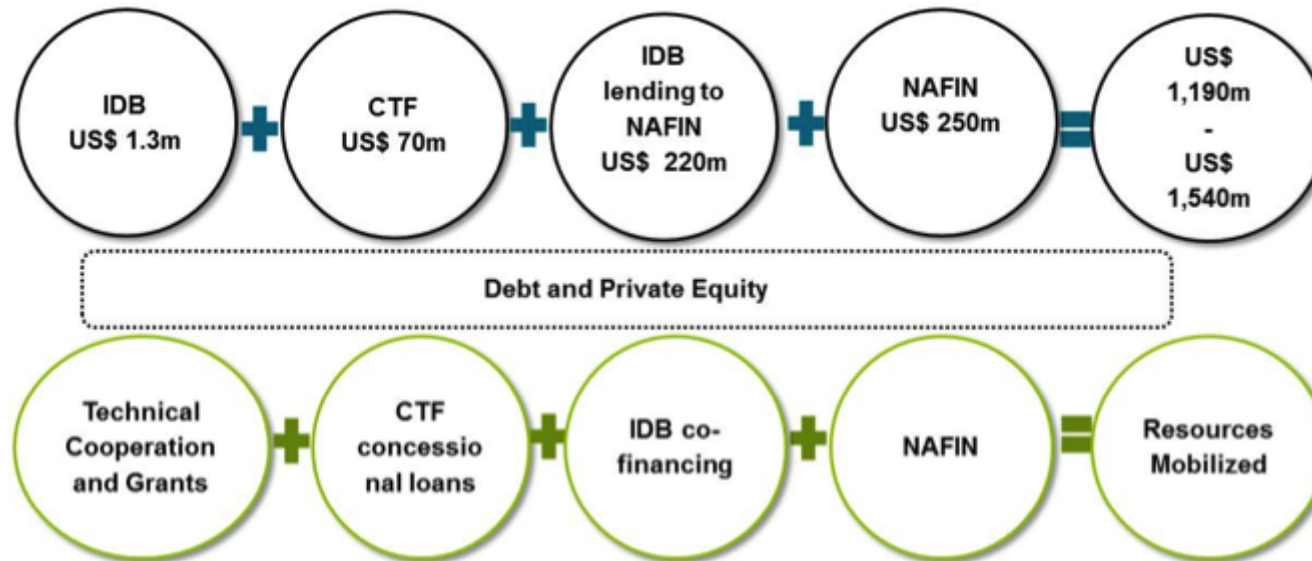 IDB
US$ 1.3m
CTF
US$ 70m
IDB
lending to
NAFIN
US$ 220m
NAFIN
US$ 250m
US$
1,190m
-
US$
1,540m
Debt and Private Equity
Technical
Cooperation
and Grants
CTF
concessio
nal loans
IDB co-
financing
NAFIN
Resources
Mobilized